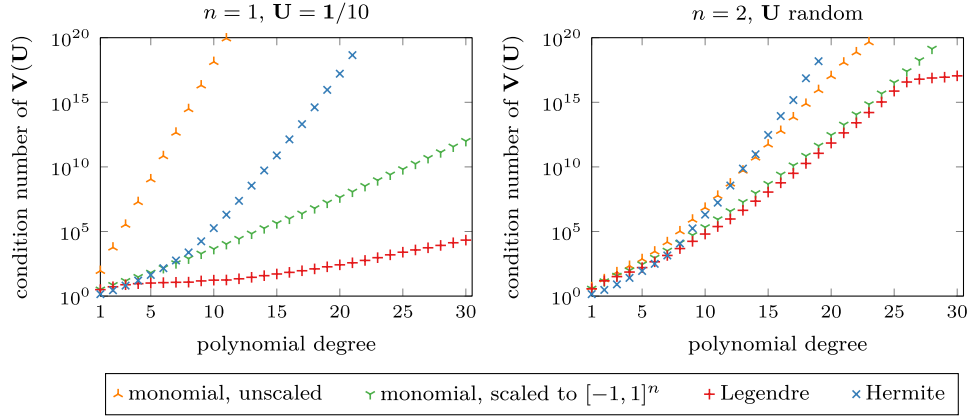 n = 1, U = 1/10
condition number of V(U)
10^20
10^15
10^10
10^5
10^0
1 5 10 15 20 25 30
polynomial degree
n = 2, U random
condition number of V(U)
10^20
10^15
10^10
10^5
10^0
1 5 10 15 20 25 30
polynomial degree
monomial, unscaled
monomial, scaled to [−1, 1]^n
Legendre
Hermite